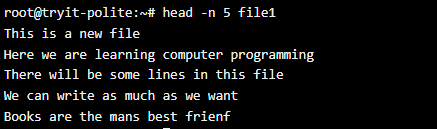 root@tryit-polite:~# head -n 5 file1
This is a new file
Here we are learning computer programming
There will be some lines in this file
We can write as much as we want
Books are the mans best frienf